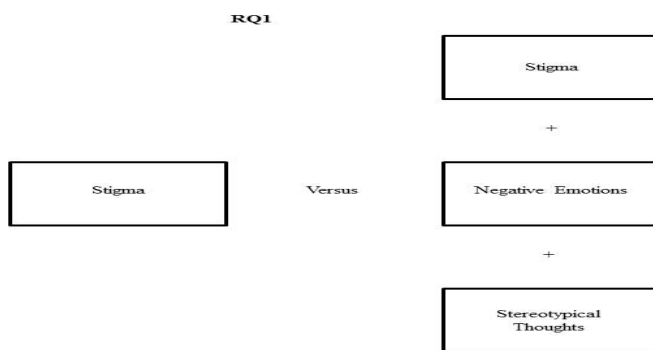 RQ1
Stigma
+
Stigma
Versus
Negative Emotions
+
Stereotypical
Thoughts